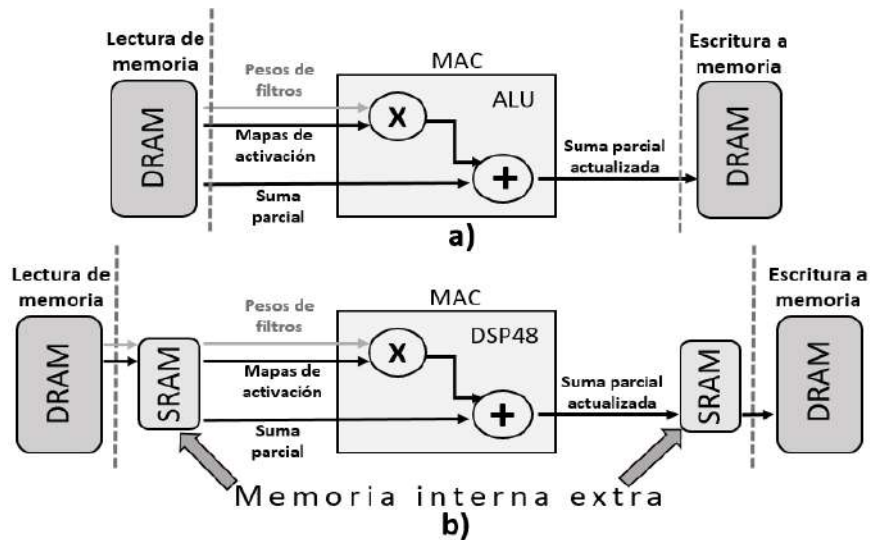 Lectura de
memoria
DRAM
Pesos de
filtros
Mapas de
activación
Suma
parcial
MAC
ALU
X
+
Suma parcial
actualizada
Escritura a
memoria
DRAM
a)
Lectura de
memoria
DRAM
SRAM
Pesos de
filtros
Mapas de
activación
Suma
parcial
MAC
DSP48
X
+
Suma parcial
actualizada
SRAM
Escritura a
memoria
DRAM
Memoria interna extra
b)